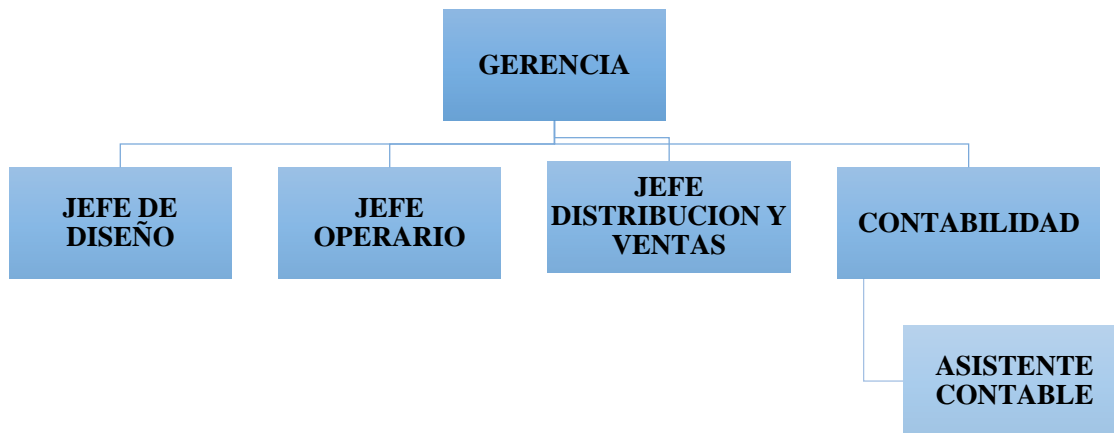 GERENCIA
JEFE DE
DISEÑO
JEFE
OPERARIO
JEFE
DISTRIBUCION Y
VENTAS
CONTABILIDAD
ASISTENTE
CONTABLE